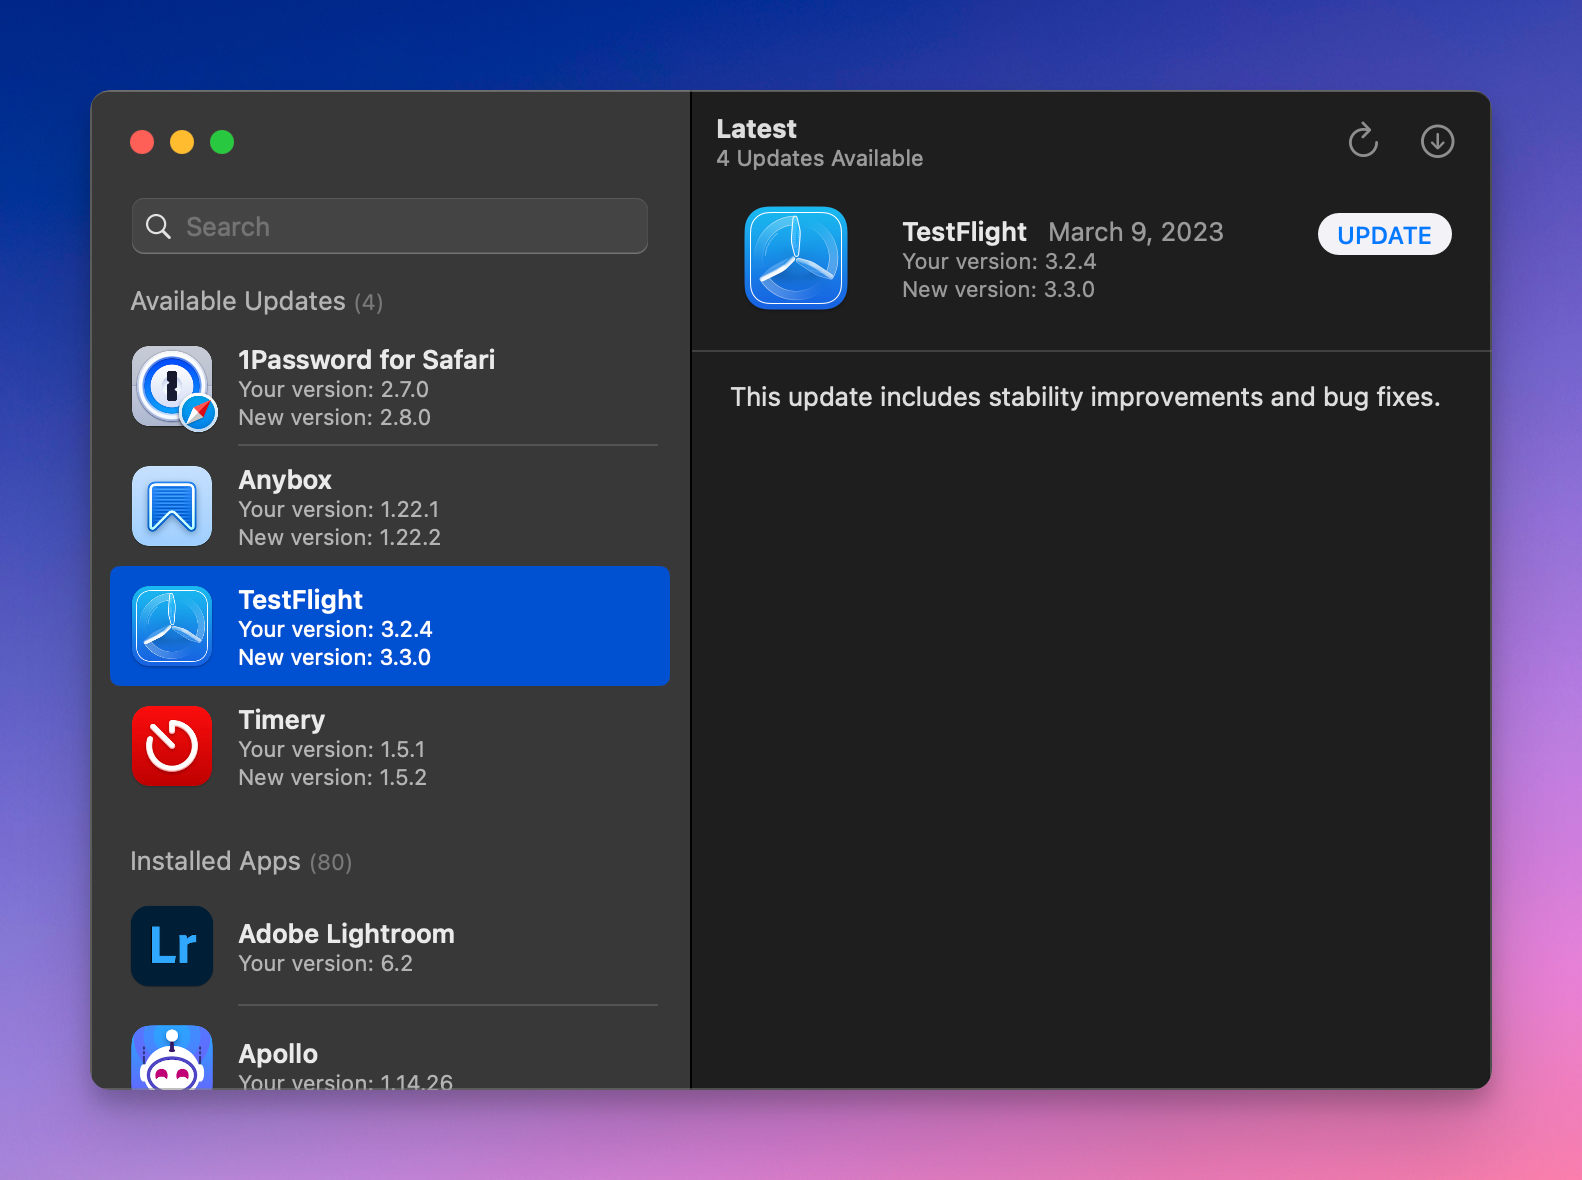 Search
Available Updates (4)
1Password for Safari
Your version: 2.7.0
New version: 2.8.0
Anybox
Your version: 1.22.1
New version: 1.22.2
TestFlight
Your version: 3.2.4
New version: 3.3.0
Timery
Your version: 1.5.1
New version: 1.5.2
Installed Apps (80)
Lr
Adobe Lightroom
Your version: 6.2
Apollo
Your version: 1.14.26
Latest
4 Updates Available
TestFlight March 9, 2023
Your version: 3.2.4
New version: 3.3.0
UPDATE
This update includes stability improvements and bug fixes.